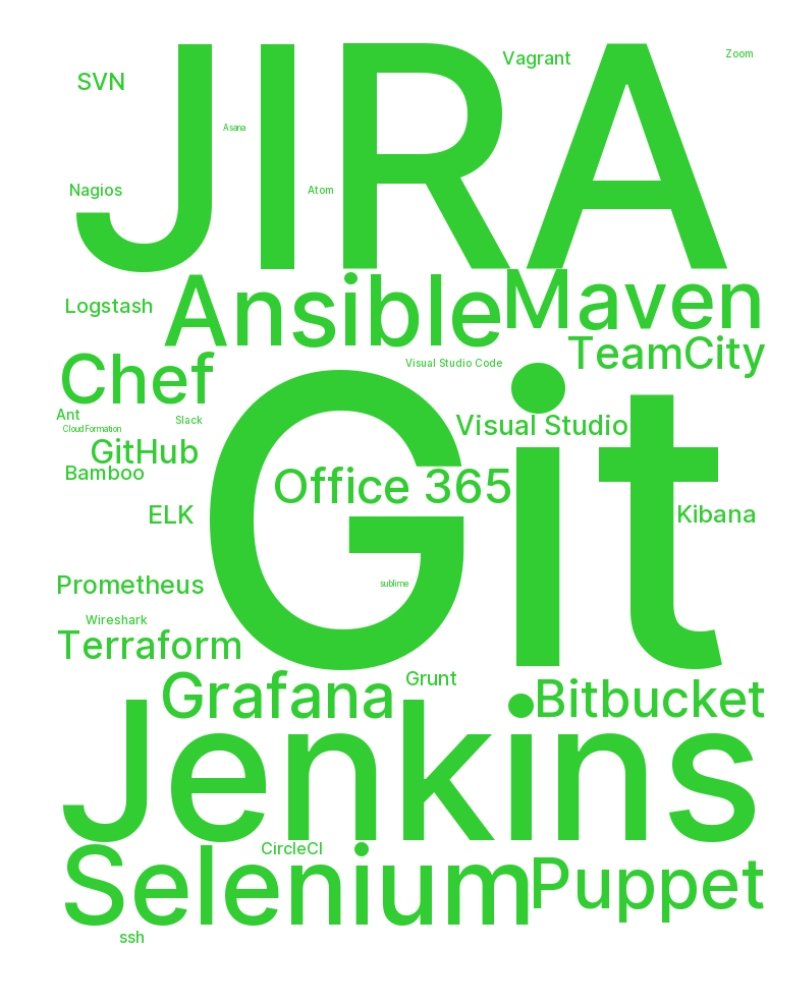 JIRA
Vagrant
Zoom
SVN
Asana
Nagios
Atom
Ansible
Maven
Logstash
TeamCity
Chef
Visual Studio Code
Git
Ant
Slack
Visual Studio
Cloud Formation
GitHub
Bamboo
Office 365
ELK
Kibana
Prometheus
sublime
Wireshark
Terraform
Grafana
Grunt
Bitbucket
Jenkins
CircleCI
Selenium
Puppet
ssh